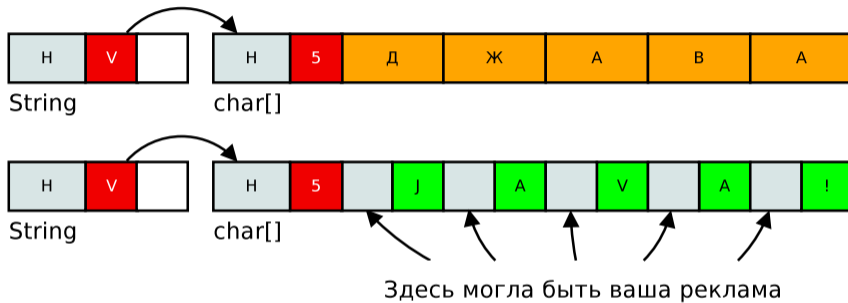 H V H 5 Д Ж А В А
String char[]
H V H 5 J A V A !
String char[]
Здесь могла быть ваша реклама